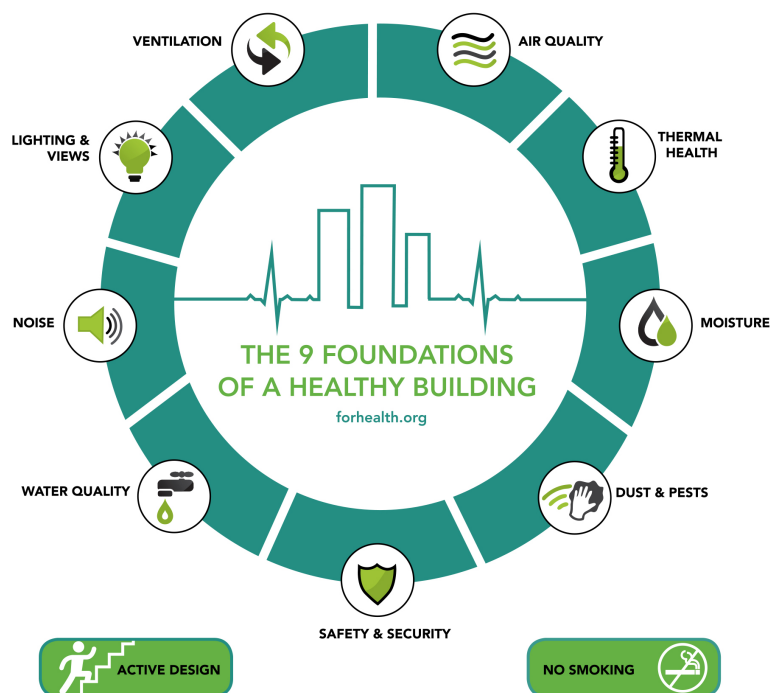 VENTILATION
AIR QUALITY
LIGHTING &
VIEWS
THERMAL
HEALTH
NOISE
MOISTURE
THE 9 FOUNDATIONS
OF A HEALTHY BUILDING
forhealth.org
WATER QUALITY
DUST & PESTS
SAFETY & SECURITY
ACTIVE DESIGN
NO SMOKING